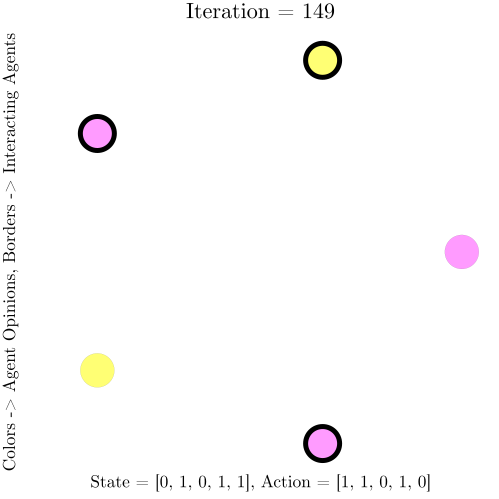 Iteration = 149
Colors -> Agent Opinions, Borders -> Interacting Agents
State = [0, 1, 0, 1, 1], Action = [1, 1, 0, 1, 0]